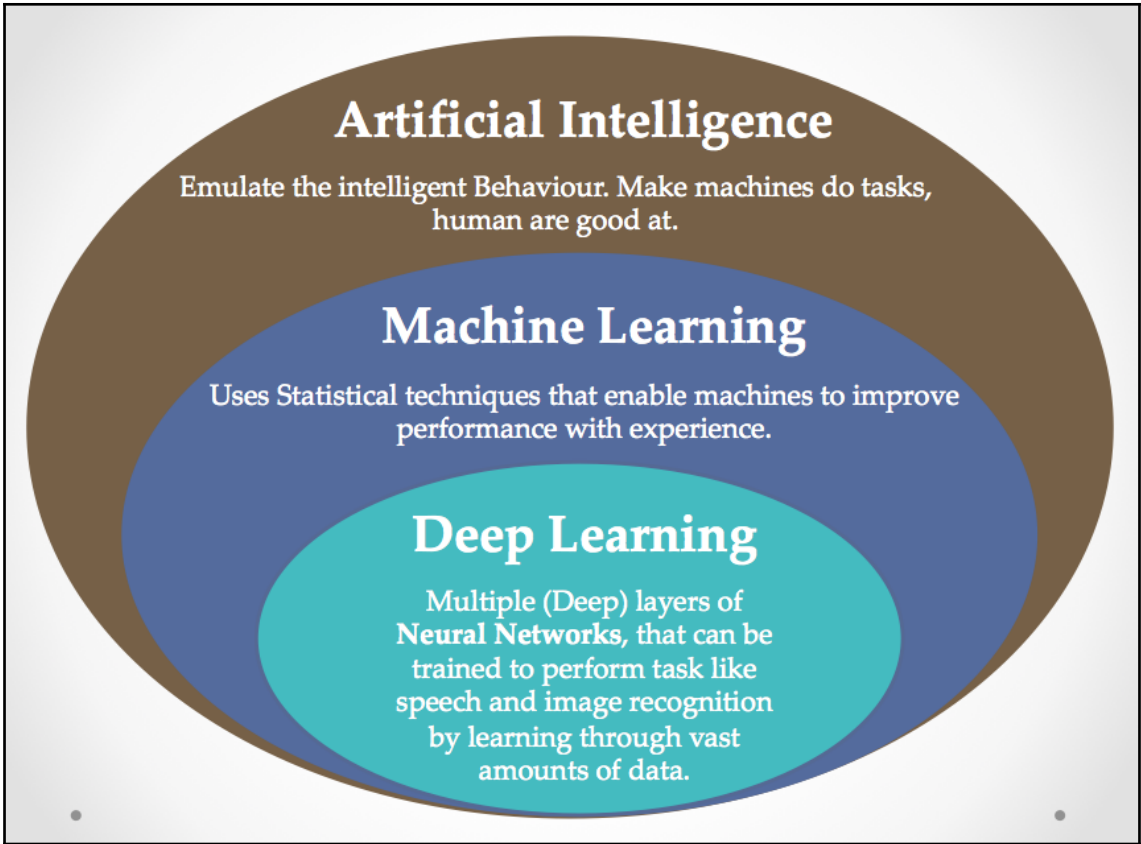 Artificial Intelligence
Emulate the intelligent Behaviour. Make machines do tasks,
human are good at.
Machine Learning
Uses Statistical techniques that enable machines to improve
performance with experience.
Deep Learning
Multiple (Deep) layers of
Neural Networks, that can be
trained to perform task like
speech and image recognition
by learning through vast
amounts of data.